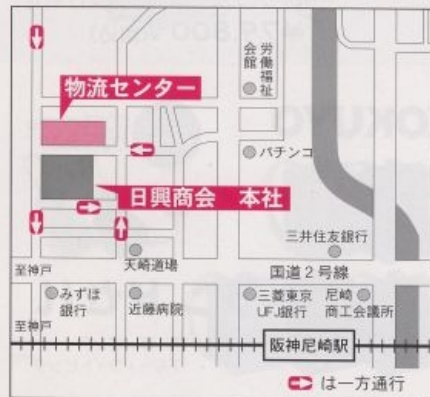 労働福祉
会館
物流センター
パチンコ
日興商会 本社
三井住友銀行
天崎道場
至神戸
国道2号線
みずほ
銀行
近藤病院
三菱東京
UFJ銀行
尼崎
商工会議所
至神戸
阪神尼崎駅
は一方通行